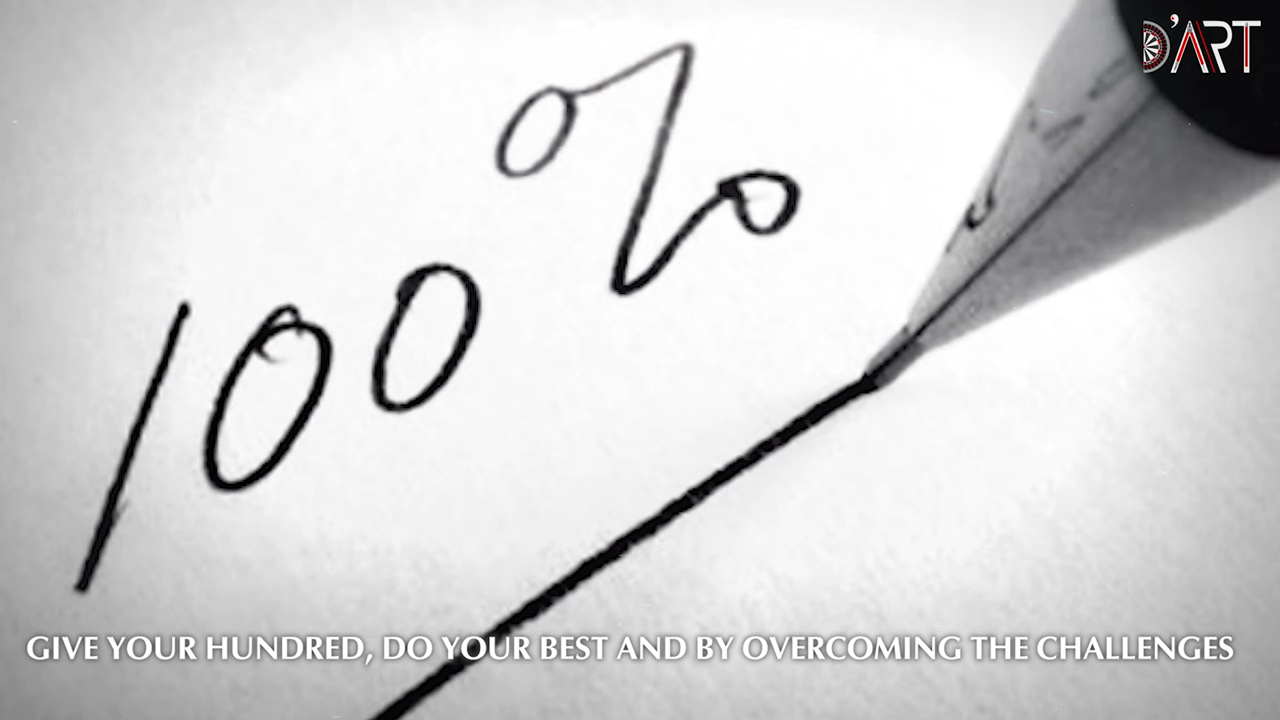 D'ART
100%
GIVE YOUR HUNDRED, DO YOUR BEST AND BY OVERCOMING THE CHALLENGES